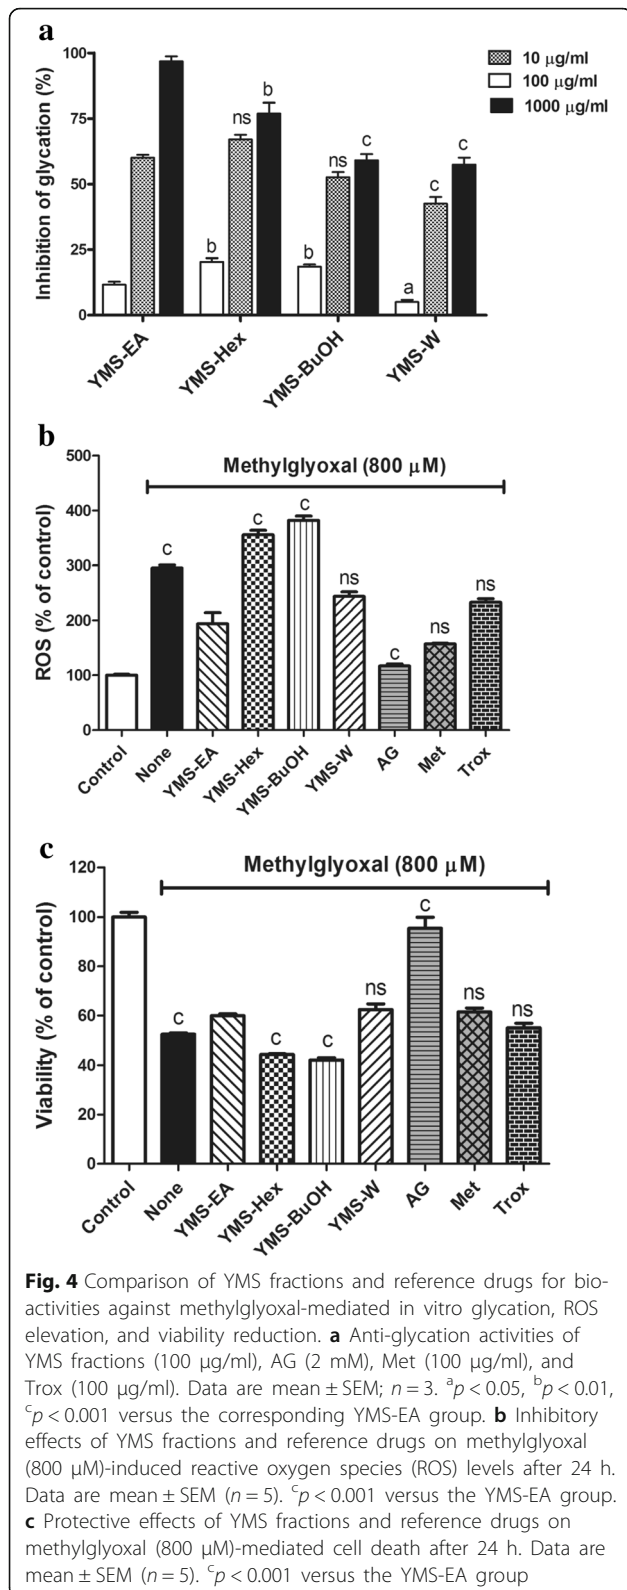 a
100
75
50
25
0
Inhibition of glycation (%)
10 μg/ml
100 μg/ml
1000 μg/ml
b ns b
b ns c
a c c
YMS-EA YMS-Hex YMS-BuOH YMS-W
b
Methylglyoxal (800 μM)
500
400
300
200
100
0
ROS (% of control)
c c c ns c ns ns
Control None YMS-EA YMS-Hex YMS-BuOH YMS-W AG Met Trox
c
Methylglyoxal (800 μM)
120
100
80
60
40
20
0
Viability (% of control)
c c c ns c ns ns
Control None YMS-EA YMS-Hex YMS-BuOH YMS-W AG Met Trox
Fig. 4 Comparison of YMS fractions and reference drugs for bio-
activities against methylglyoxal-mediated in vitro glycation, ROS
elevation, and viability reduction. a Anti-glycation activities of
YMS fractions (100 μg/ml), AG (2 mM), Met (100 μg/ml), and
Trox (100 μg/ml). Data are mean ± SEM; n = 3. ᵃp < 0.05, ᵇp < 0.01,
ᶜp < 0.001 versus the corresponding YMS-EA group. b Inhibitory
effects of YMS fractions and reference drugs on methylglyoxal
(800 μM)-induced reactive oxygen species (ROS) levels after 24 h.
Data are mean ± SEM (n = 5). ᶜp < 0.001 versus the YMS-EA group.
c Protective effects of YMS fractions and reference drugs on
methylglyoxal (800 μM)-mediated cell death after 24 h. Data are
mean ± SEM (n = 5). ᶜp < 0.001 versus the YMS-EA group